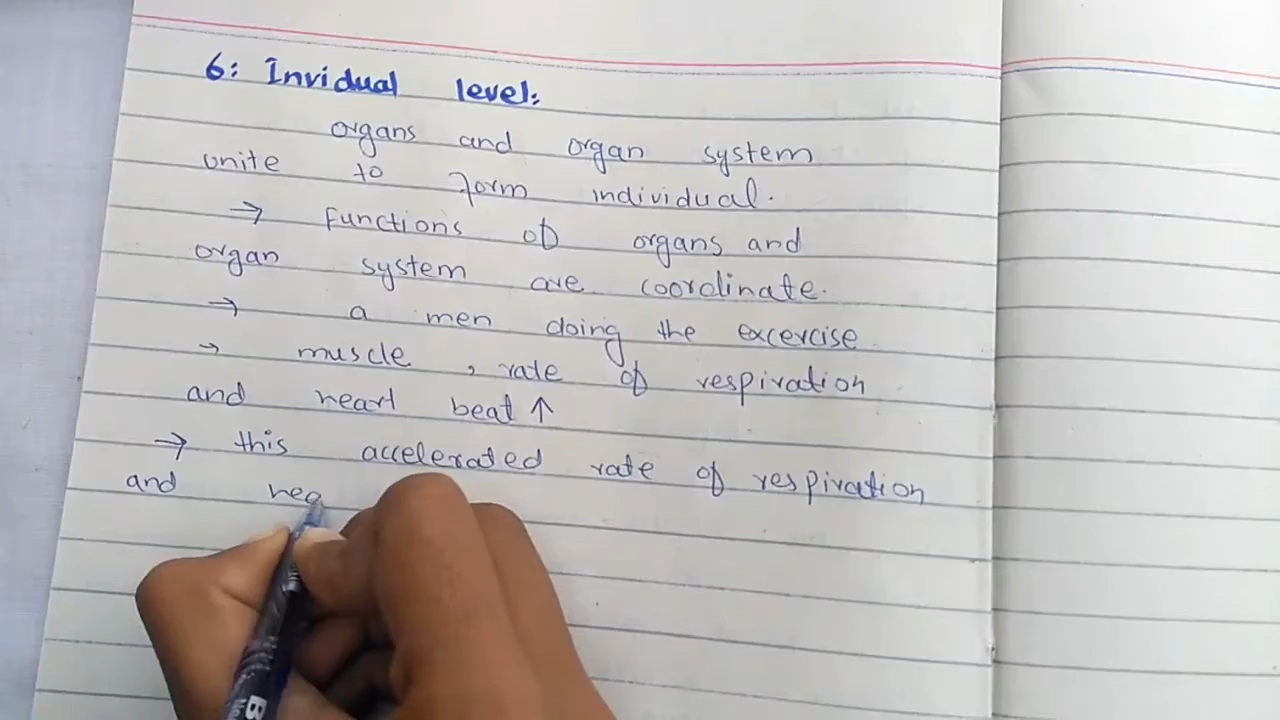 6: Invidual level:
organs and organ system
unite to form individual.
→ Functions of organs and
organ system are coordinate.
→ a men doing the excercise
→ muscle, rate of respiration
and heart beat ↑
→ this accelerated rate of respiration
and hea